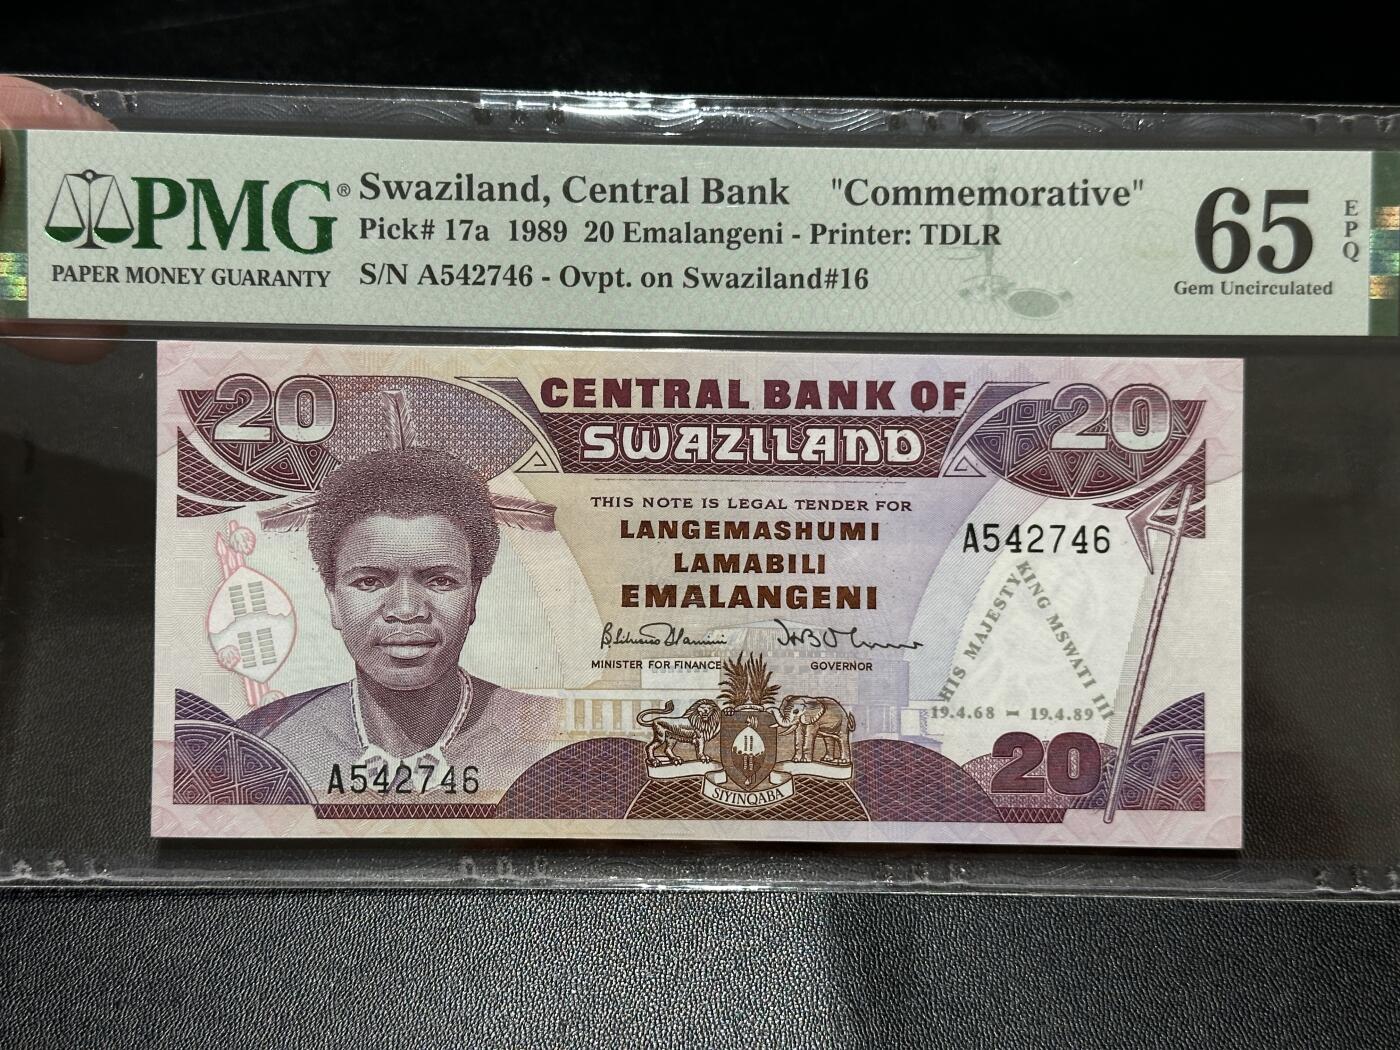 PMG®
PAPER MONEY GUARANTY
Swaziland, Central Bank "Commemorative"
Pick# 17a 1989 20 Emalangeni - Printer: TDLR
S/N A542746 - Ovpt. on Swaziland#16
65
EPQ
Gem Uncirculated
20
CENTRAL BANK OF
SWAZILAND
20
THIS NOTE IS LEGAL TENDER FOR
LANGEMASHUMI
LAMABILI
EMALANGENI
A542746
HIS MAJESTY KING MSWATI III
19.4.68 - 19.4.89
MINISTER FOR FINANCE
GOVERNOR
20
A542746
SIYINQABA